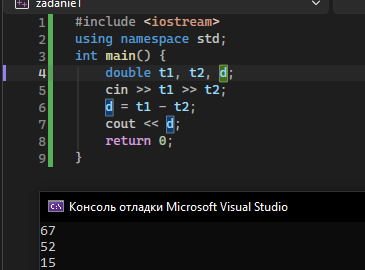 zadanie1
1 #include <iostream>
2 using namespace std;
3 int main() {
4 double t1, t2, d;
5 cin >> t1 >> t2;
6 d = t1 - t2;
7 cout << d;
8 return 0;
9 }
Консоль отладки Microsoft Visual Studio
67
52
15